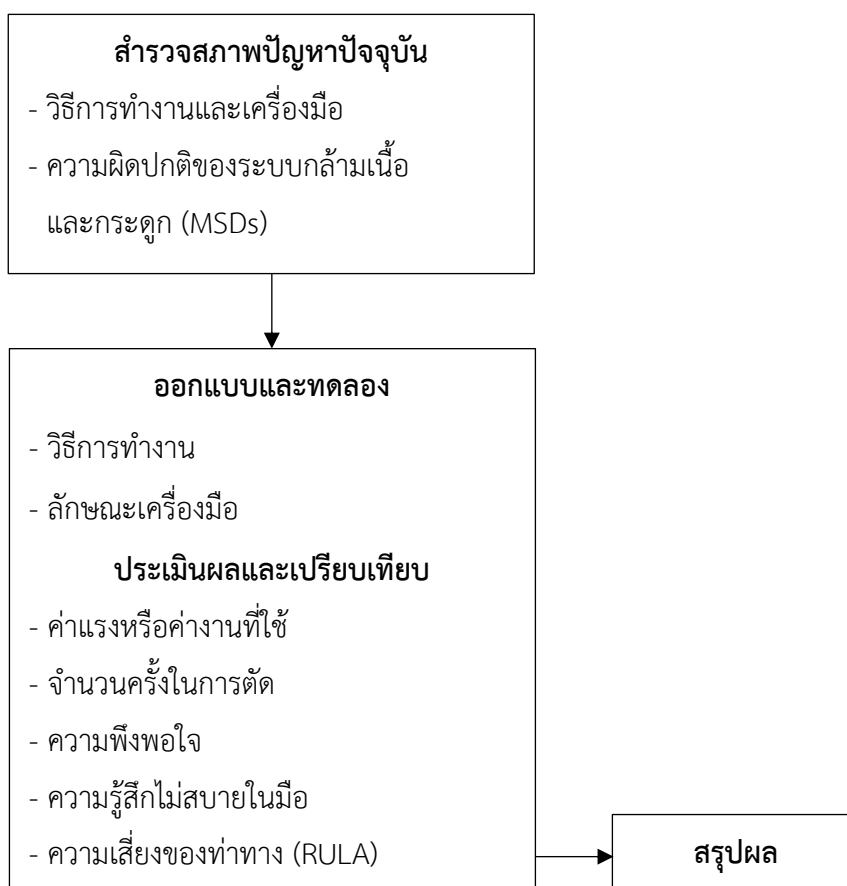 สำรวจสภาพปัญหาปัจจุบัน
- วิธีการทำงานและเครื่องมือ
- ความผิดปกติของระบบกล้ามเนื้อ
และกระดูก (MSDs)
ออกแบบและทดลอง
- วิธีการทำงาน
- ลักษณะเครื่องมือ
ประเมินผลและเปรียบเทียบ
- ค่าแรงหรือค่างานที่ใช้
- จำนวนครั้งในการตัด
- ความพึงพอใจ
- ความรู้สึกไม่สบายในมือ
- ความเสี่ยงของท่าทาง (RULA)
สรุปผล